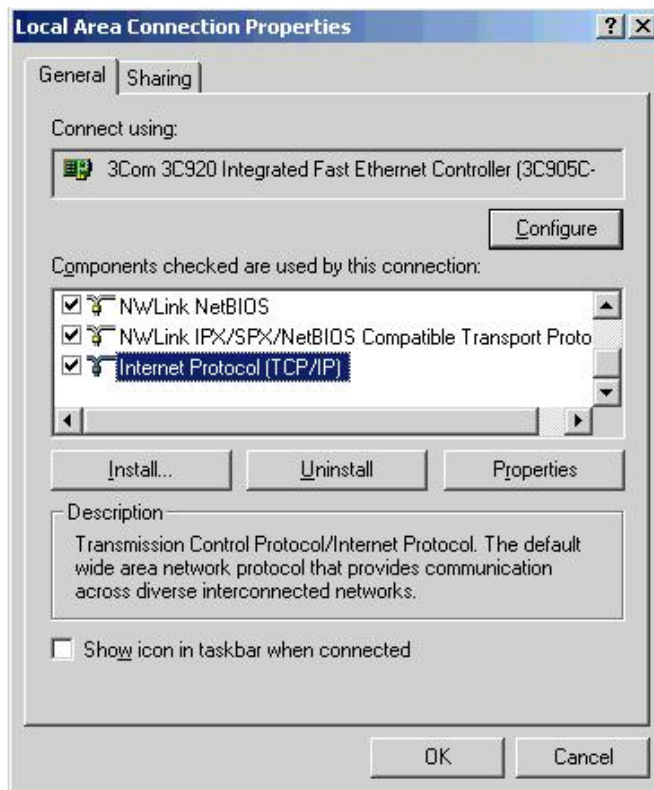 Local Area Connection Properties
General Sharing
Connect using:
3Com 3C920 Integrated Fast Ethernet Controller (3C905C-
Configure
Components checked are used by this connection:
NWLink NetBIOS
NWLink IPX/SPX/NetBIOS Compatible Transport Proto
Internet Protocol (TCP/IP)
Install... Uninstall Properties
Description
Transmission Control Protocol/Internet Protocol. The default
wide area network protocol that provides communication
across diverse interconnected networks.
Show icon in taskbar when connected
OK Cancel